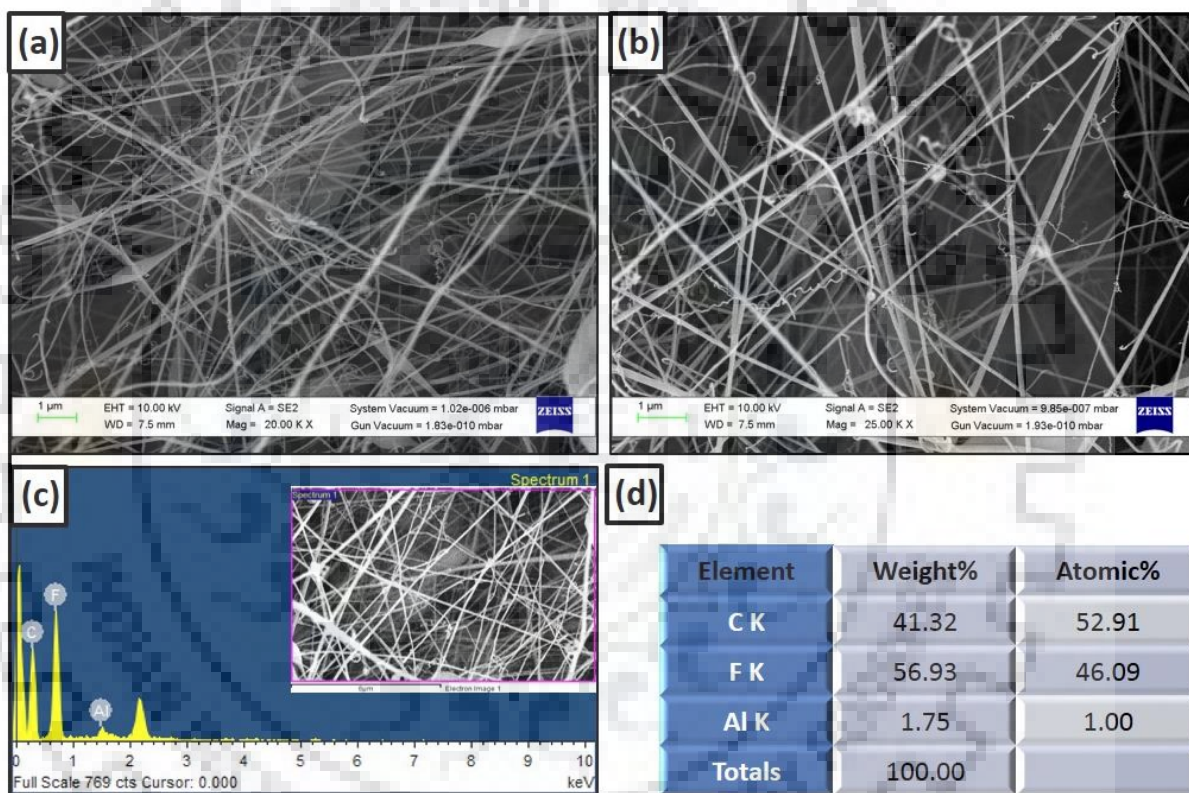 (a)
1 µm
EHT = 10.00 kV
Signal A = SE2
System Vacuum = 1.02e-006 mbar
WD = 7.5 mm
Mag = 20.00 K X
Gun Vacuum = 1.83e-010 mbar
ZEISS
(b)
1 µm
EHT = 10.00 kV
Signal A = SE2
System Vacuum = 9.85e-007 mbar
WD = 7.5 mm
Mag = 25.00 K X
Gun Vacuum = 1.93e-010 mbar
ZEISS
(c)
Spectrum 1
Spectrum 1
F
C
Al
6µm
Electron Image 1
0 1 2 3 4 5 6 7 8 9 10
Full Scale 769 cts Cursor: 0.000
keV
(d)
Element Weight% Atomic%
C K 41.32 52.91
F K 56.93 46.09
Al K 1.75 1.00
Totals 100.00